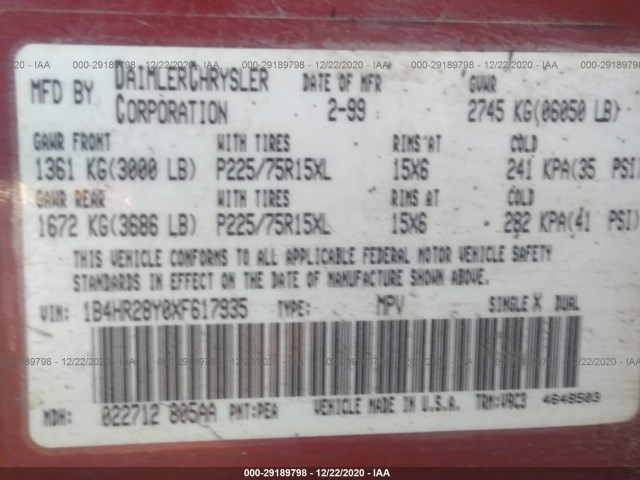 000-29189798 - 12/22/2020 - IAA
MFD BY DAIMLERCHRYSLER CORPORATION DATE OF MFR 2-99 GVWR 2745 KG(06050 LB)
GAWR FRONT WITH TIRES RIMS AT COLD
1361 KG(3000 LB) P225/75R15XL 15X6 241 KPA(35 PSI)
GAWR REAR WITH TIRES RIMS AT COLD
1672 KG(3686 LB) P225/75R15XL 15X6 282 KPA(41 PSI)
THIS VEHICLE CONFORMS TO ALL APPLICABLE FEDERAL MOTOR VEHICLE SAFETY
STANDARDS IN EFFECT ON THE DATE OF MANUFACTURE SHOWN ABOVE.
VIN: 1B4HR28Y0XF617935 TYPE: MPV SINGLE X DUAL
MDH: 022712 805AA PNT:PEA VEHICLE MADE IN U.S.A. TRM:V9C3 4648503
000-29189798 - 12/22/2020 - IAA